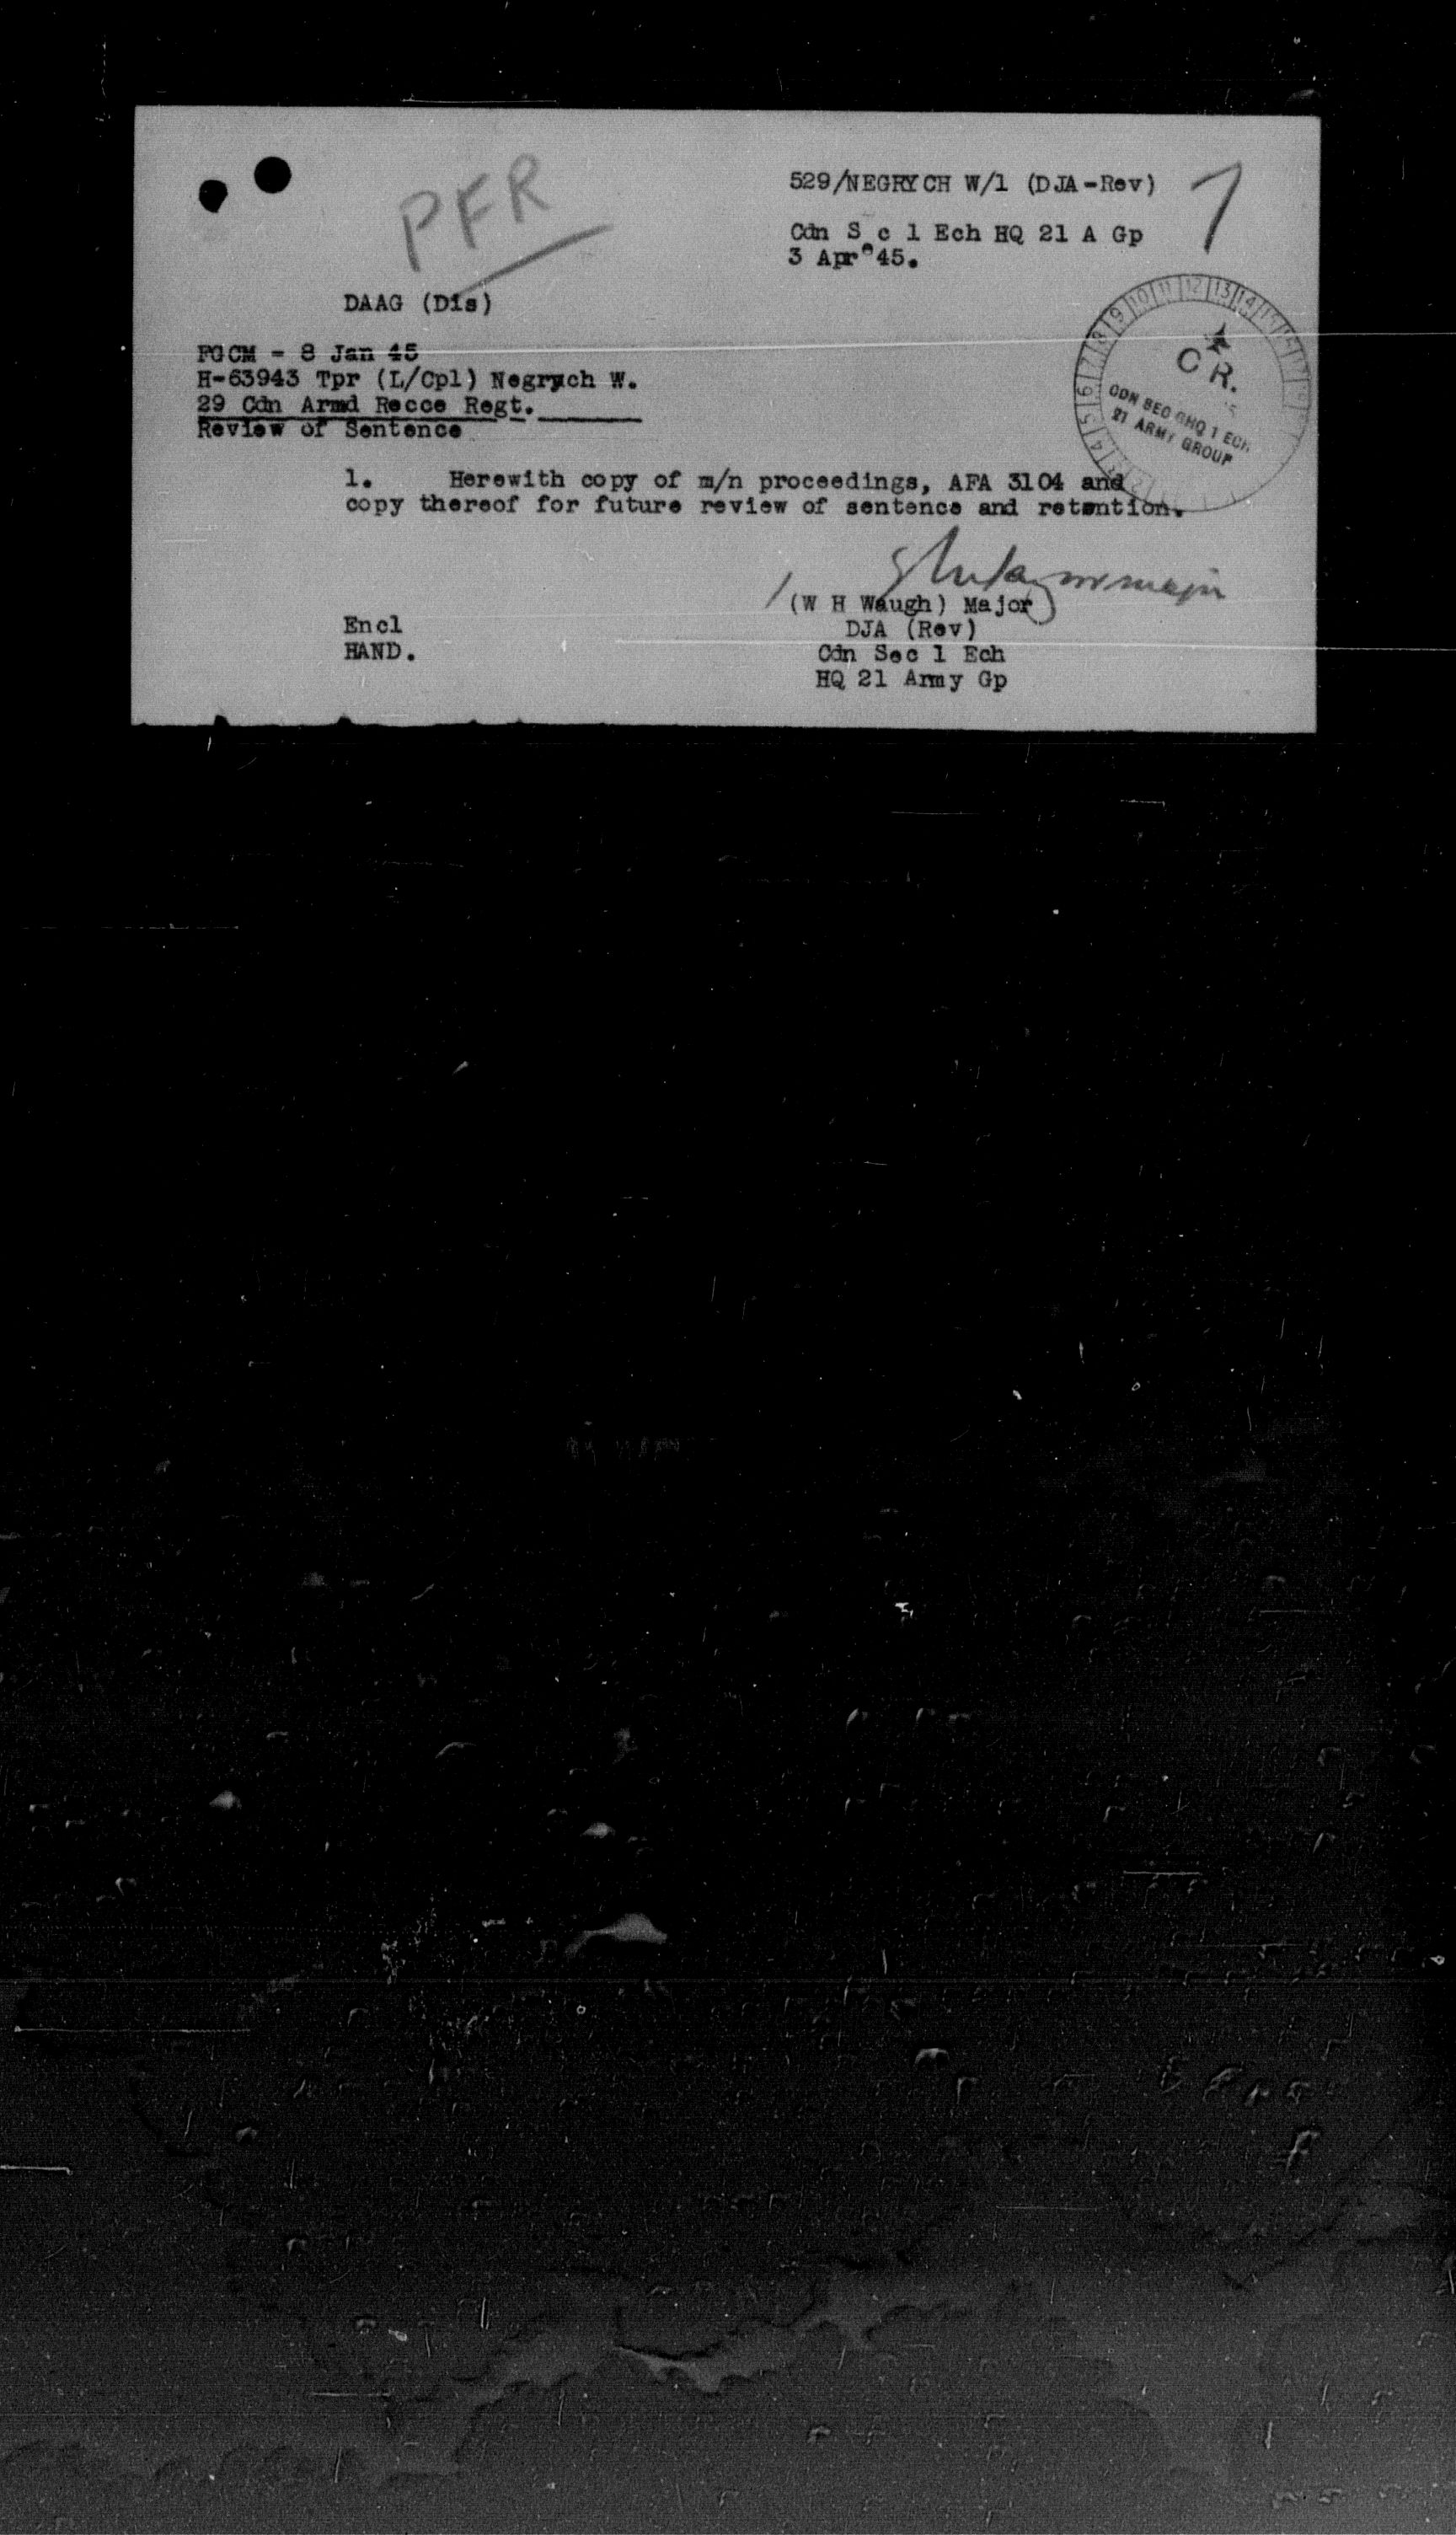 PFR
529/NEGRYCH W/1 (DJA-Rev)
7
Cdn S c 1 Ech HQ 21 A Gp
3 Apr 45.
DAAG (Dis)
FGCM - 8 Jan 45
H-63943 Tpr (L/Cpl) Negrych W.
29 Cdn Armd Recce Regt.
Review of Sentence
C R.
CDN SEC GHQ 1 ECH
21 ARMY GROUP
1. Herewith copy of m/n proceedings, AFA 3104 and
copy thereof for future review of sentence and retention.
(W H Waugh) Major
Encl
DJA (Rev)
HAND.
Cdn Sec 1 Ech
HQ 21 Army Gp